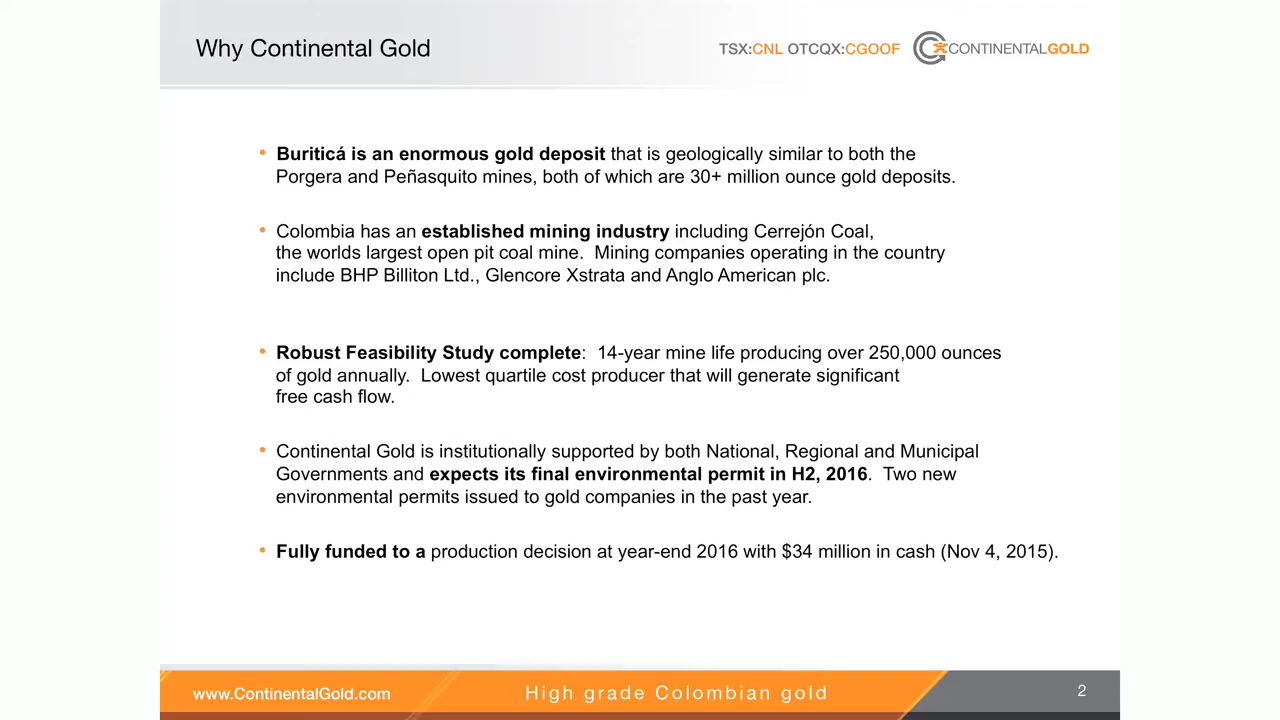 Why Continental Gold
TSX:CNL OTCQX:CGOOF
CONTINENTALGOLD
• Buriticá is an enormous gold deposit that is geologically similar to both the
Porgera and Peñasquito mines, both of which are 30+ million ounce gold deposits.
• Colombia has an established mining industry including Cerrejón Coal,
the worlds largest open pit coal mine.  Mining companies operating in the country
include BHP Billiton Ltd., Glencore Xstrata and Anglo American plc.
• Robust Feasibility Study complete:  14-year mine life producing over 250,000 ounces
of gold annually.  Lowest quartile cost producer that will generate significant
free cash flow.
• Continental Gold is institutionally supported by both National, Regional and Municipal
Governments and expects its final environmental permit in H2, 2016.  Two new
environmental permits issued to gold companies in the past year.
• Fully funded to a production decision at year-end 2016 with $34 million in cash (Nov 4, 2015).
www.ContinentalGold.com
High grade Colombian gold
2